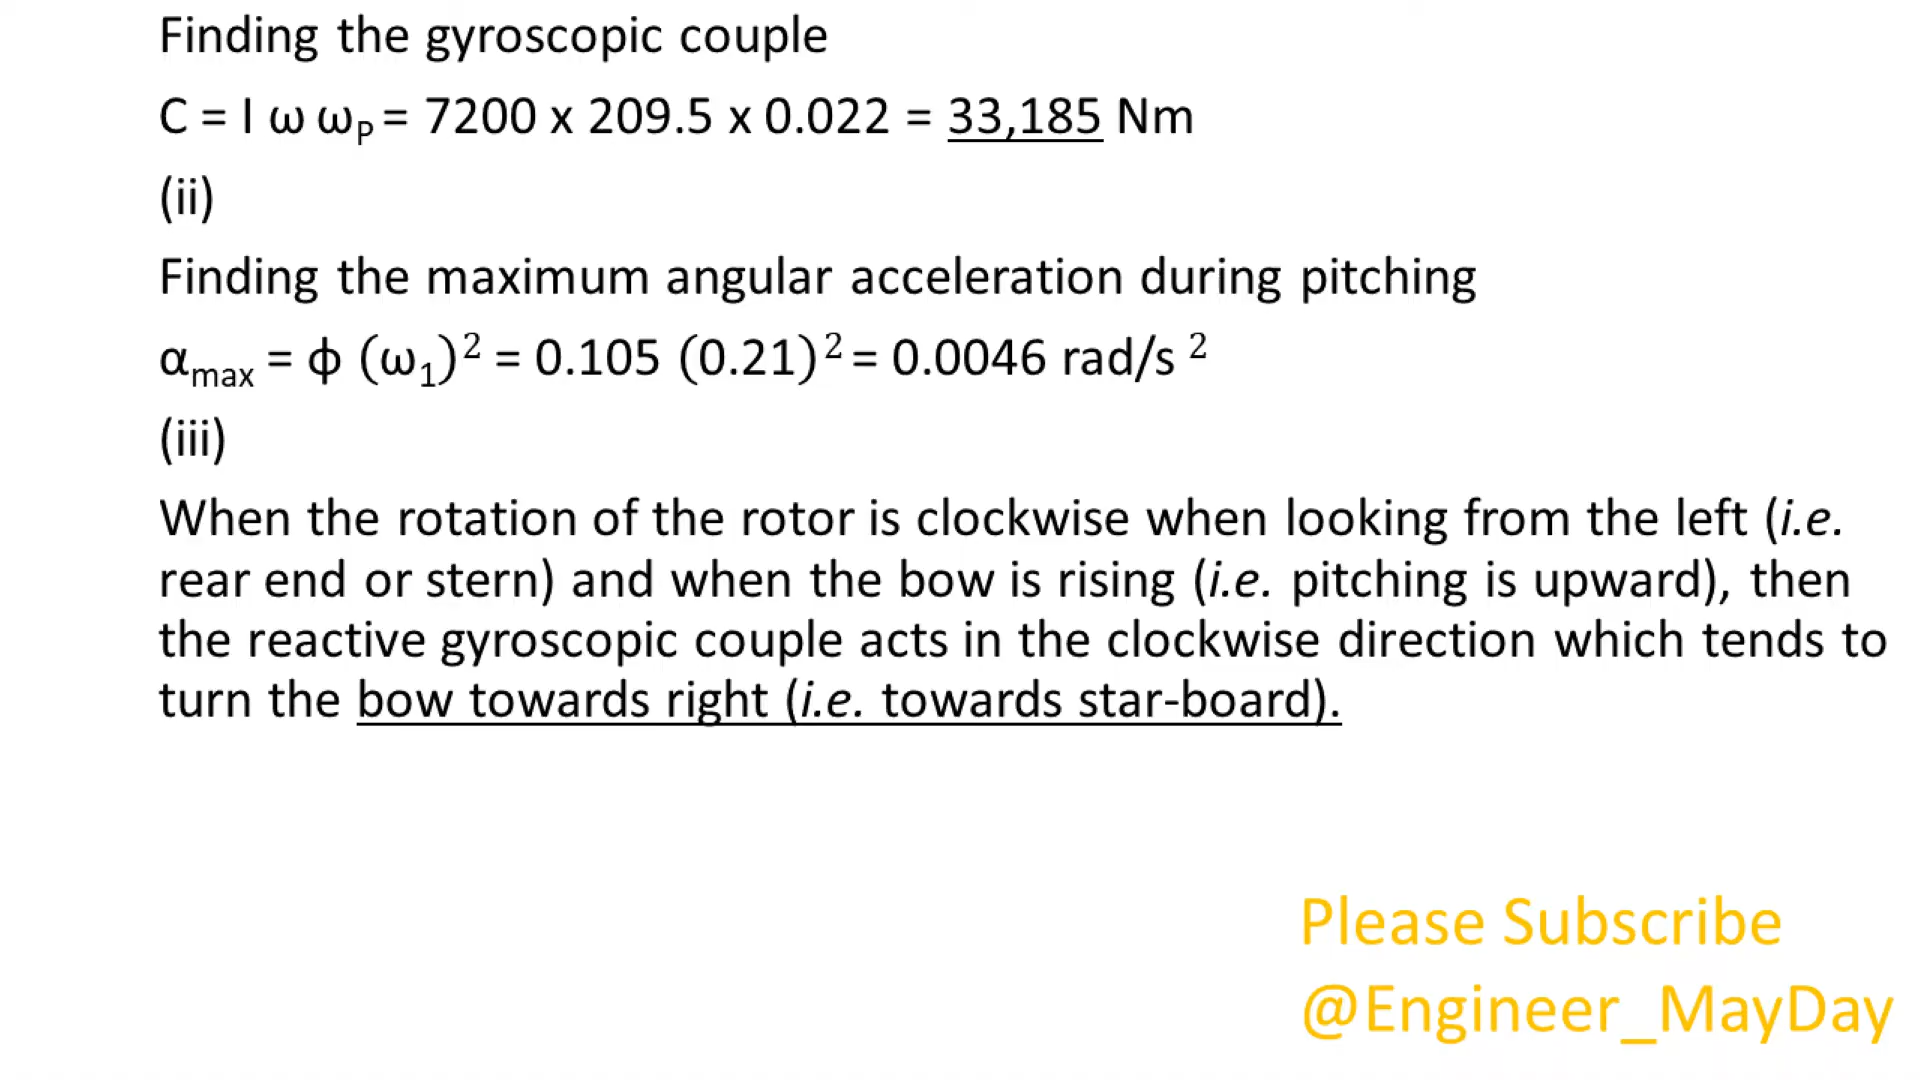 Finding the gyroscopic couple
C = I ω ωP = 7200 x 209.5 x 0.022 = 33,185 Nm
(ii)
Finding the maximum angular acceleration during pitching
αmax = ϕ (ω1)² = 0.105 (0.21)² = 0.0046 rad/s ²
(iii)
When the rotation of the rotor is clockwise when looking from the left (i.e.
rear end or stern) and when the bow is rising (i.e. pitching is upward), then
the reactive gyroscopic couple acts in the clockwise direction which tends to
turn the bow towards right (i.e. towards star-board).
Please Subscribe
@Engineer_MayDay